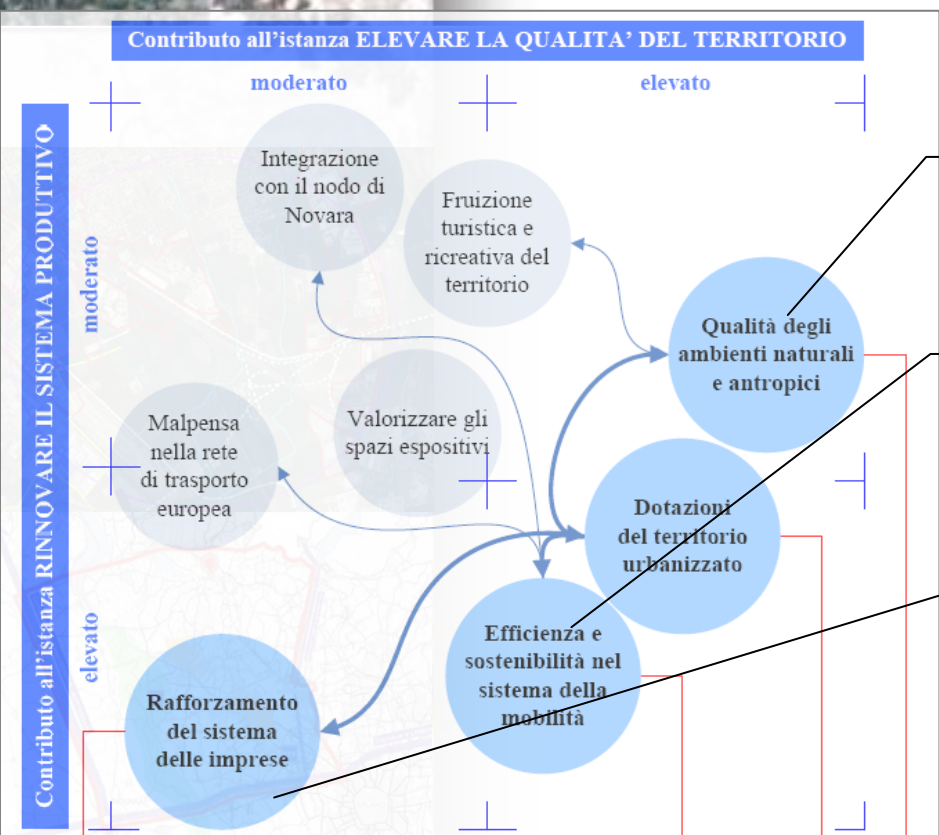 Contributo all'istanza ELEVARE LA QUALITA' DEL TERRITORIO
moderato
elevato
Contributo all'istanza RINNOVARE IL SISTEMA PRODUTTIVO
moderato
elevato
Integrazione
con il nodo di
Novara
Fruizione
turistica e
ricreativa del
territorio
Qualità degli
ambienti naturali
e antropici
Malpensa
nella rete
di trasporto
europea
Valorizzare gli
spazi espositivi
Dotazioni
del territorio
urbanizzato
Efficienza e
sostenibilità nel
sistema della
mobilità
Rafforzamento
del sistema
delle imprese